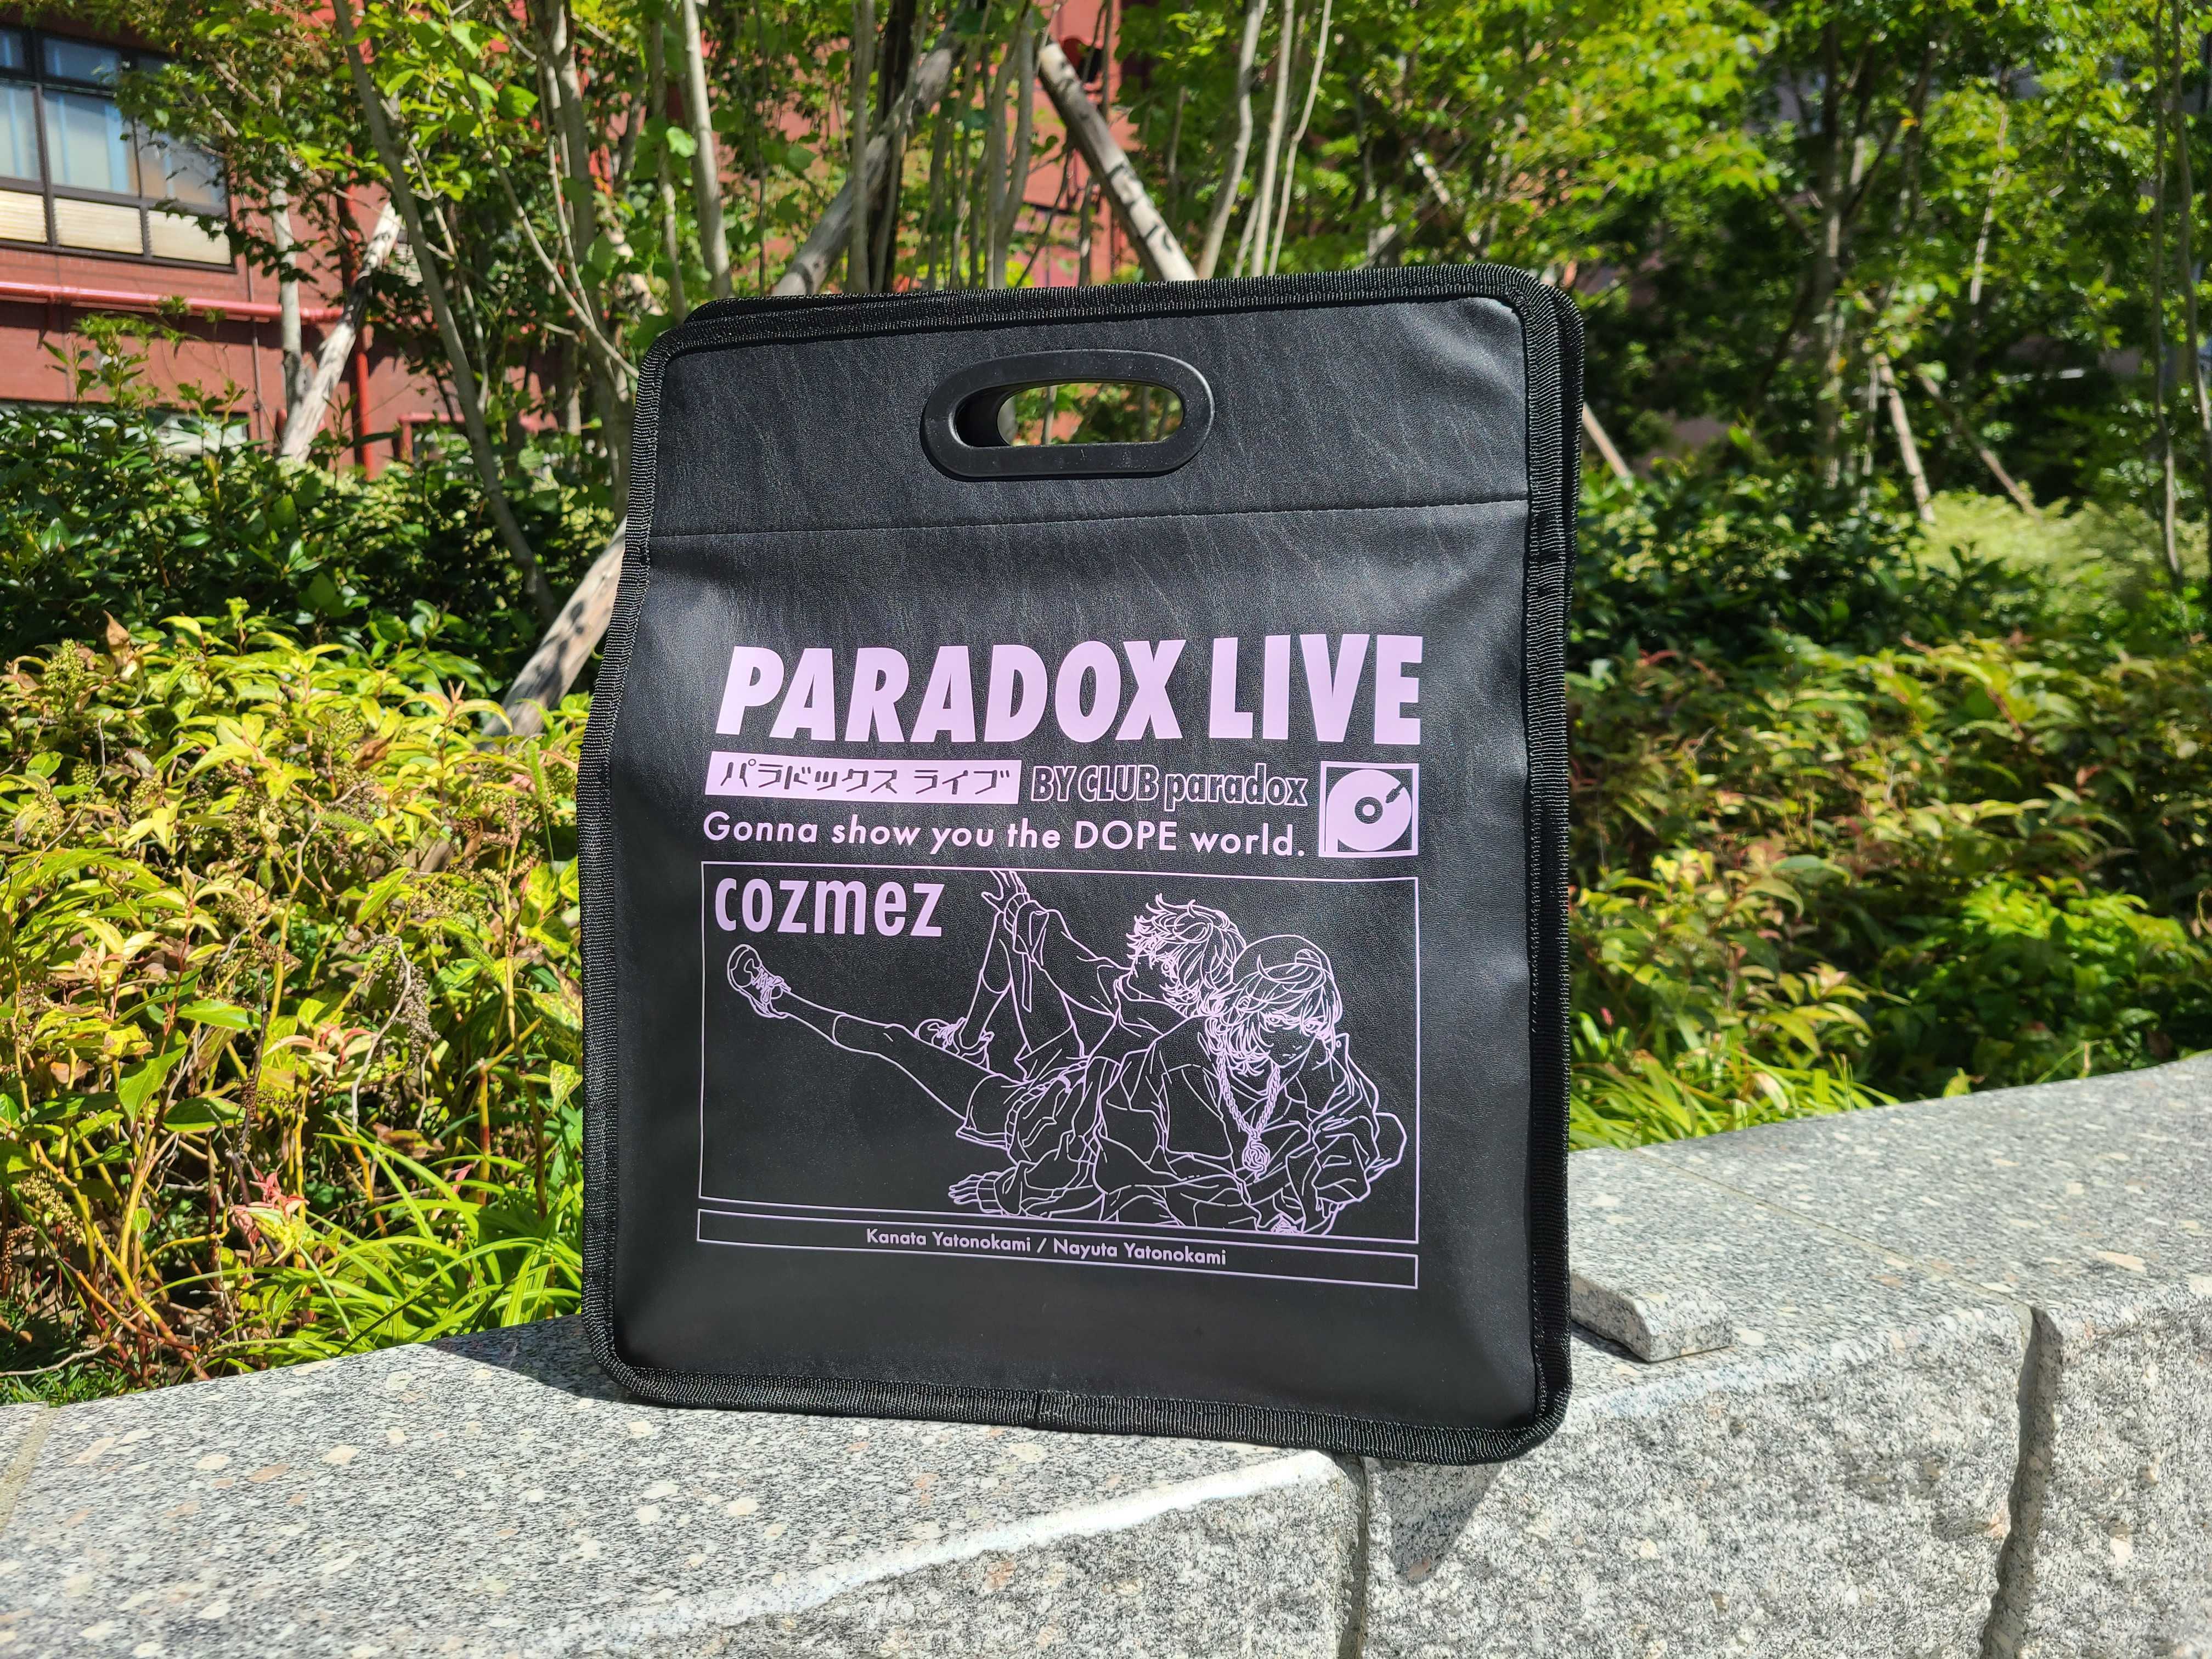 PARADOX LIVE
パラドックス ライブ BY CLUB paradox
Gonna show you the DOPE world.
cozmez
Kanata Yatonokami / Nayuta Yatonokami